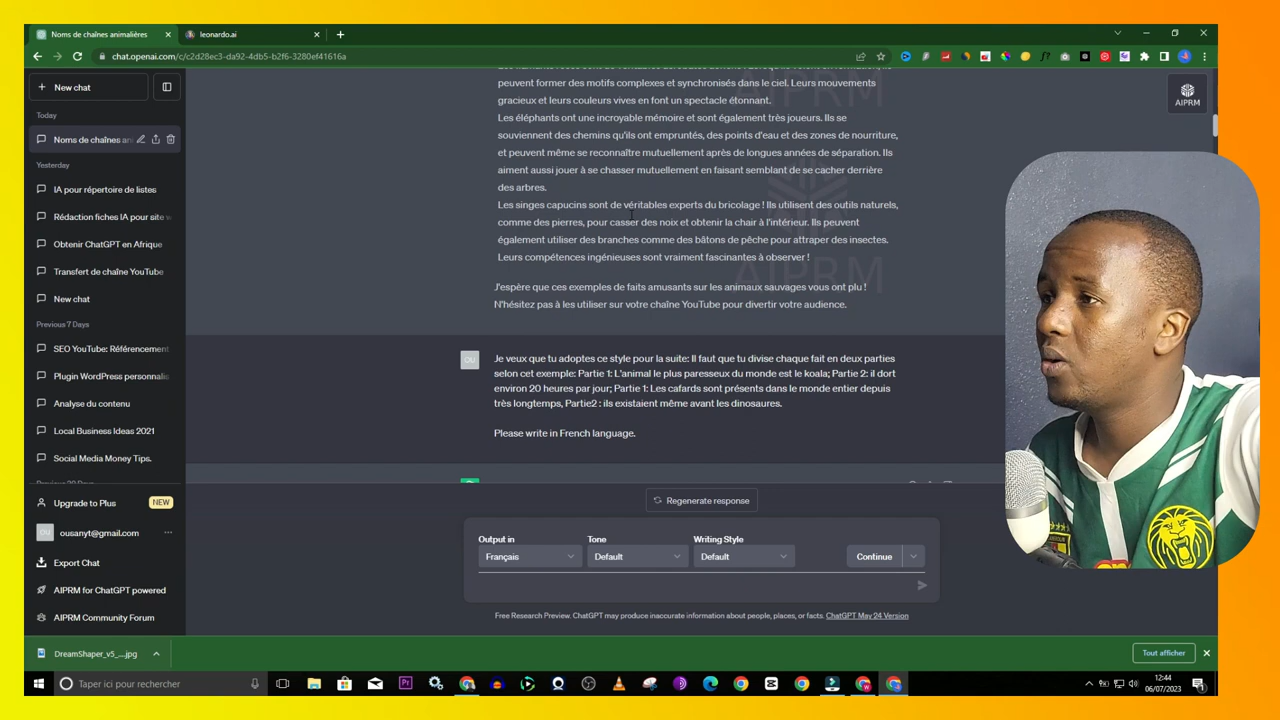 Noms de chaînes animalières
leonardo.ai
chat.openai.com/c/c2d28ec3-da92-4db5-b2f6-3280ef41616a
New chat
AIPRM
Today
Noms de chaînes ani
Yesterday
IA pour répertoire de listes
Rédaction fiches IA pour site
Obtenir ChatGPT en Afrique
Transfert de chaîne YouTube
New chat
Previous 7 Days
SEO YouTube: Référencement
Plugin WordPress personnalis
Analyse du contenu
Local Business Ideas 2021
Social Media Money Tips.
Upgrade to Plus
NEW
ousanyt@gmail.com
Export Chat
AIPRM for ChatGPT powered
AIPRM Community Forum
peuvent former des motifs complexes et synchronisés dans le ciel. Leurs mouvements
gracieux et leurs couleurs vives en font un spectacle étonnant.
Les éléphants ont une incroyable mémoire et sont également très joueurs. Ils se
souviennent des chemins qu'ils ont empruntés, des points d'eau et des zones de nourriture,
et peuvent même se reconnaître mutuellement après de longues années de séparation. Ils
aiment aussi jouer à se chasser mutuellement en faisant semblant de se cacher derrière
des arbres.
Les singes capucins sont de véritables experts du bricolage ! Ils utilisent des outils naturels,
comme des pierres, pour casser des noix et obtenir la chair à l'intérieur. Ils peuvent
également utiliser des branches comme des bâtons de pêche pour attraper des insectes.
Leurs compétences ingénieuses sont vraiment fascinantes à observer !
J'espère que ces exemples de faits amusants sur les animaux sauvages vous ont plu !
N'hésitez pas à les utiliser sur votre chaîne YouTube pour divertir votre audience.
AIPRM
AIPRM
OU
Je veux que tu adoptes ce style pour la suite: Il faut que tu divise chaque fait en deux parties
selon cet exemple: Partie 1: L'animal le plus paresseux du monde est le koala; Partie 2: il dort
environ 20 heures par jour; Partie 1: Les cafards sont présents dans le monde entier depuis
très longtemps, Partie2 : ils existaient même avant les dinosaures.
Please write in French language.
Regenerate response
Output in
Tone
Writing Style
Français
Default
Default
Continue
Free Research Preview. ChatGPT may produce inaccurate information about people, places, or facts. ChatGPT May 24 Version
OU
DreamShaper_v5_....jpg
Tout afficher
Taper ici pour rechercher
12:44
06/07/2023